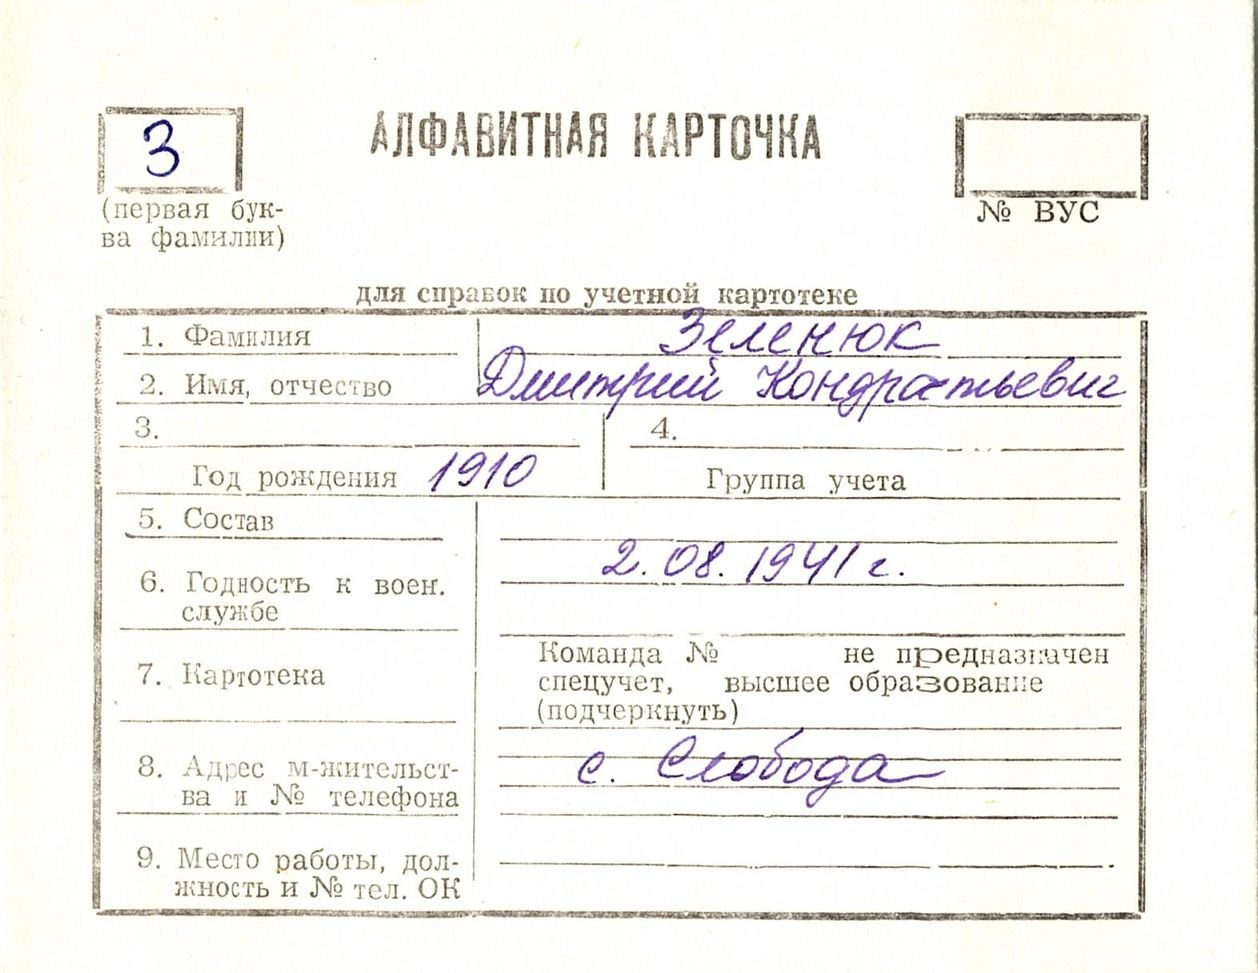 З
АЛФАВИТНАЯ КАРТОЧКА
(первая бук-
ва фамилии)
№ ВУС
для справок по учетной картотеке
1. Фамилия Зеленюк
2. Имя, отчество Дмитрий Кондратьевич
3.
Год рождения 1910
4.
Группа учета
5. Состав
2.08.1941 г.
6. Годность к воен.
службе
7. Картотека
Команда № не предназначен
спецучет, высшее образование
(подчеркнуть)
8. Адрес м-жительст-
ва и № телефона
с. Слобода
9. Место работы, дол-
жность и № тел. ОК